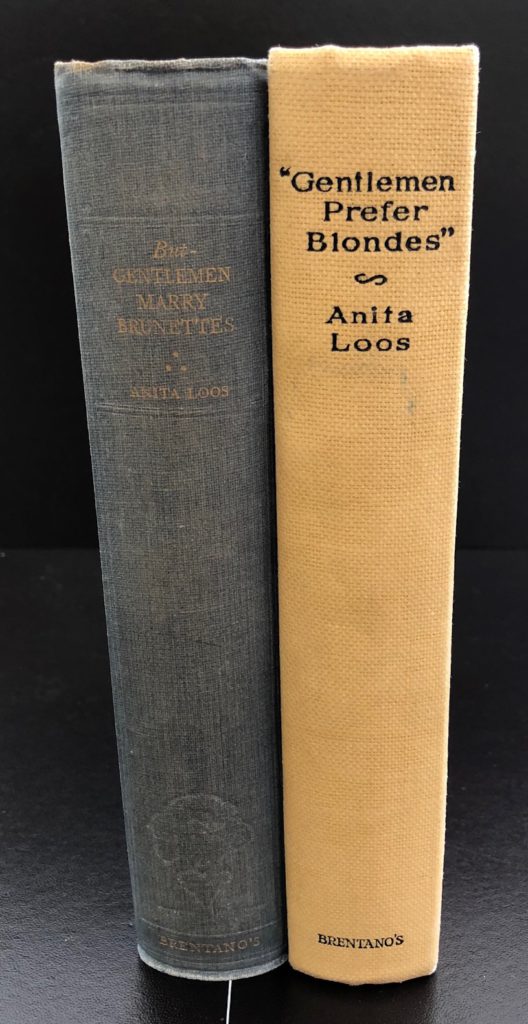 But-
GENTLEMEN
MARRY
BRUNETTES
ANITA LOOS
BRENTANO'S
"Gentlemen
Prefer
Blondes"
Anita
Loos
BRENTANO'S